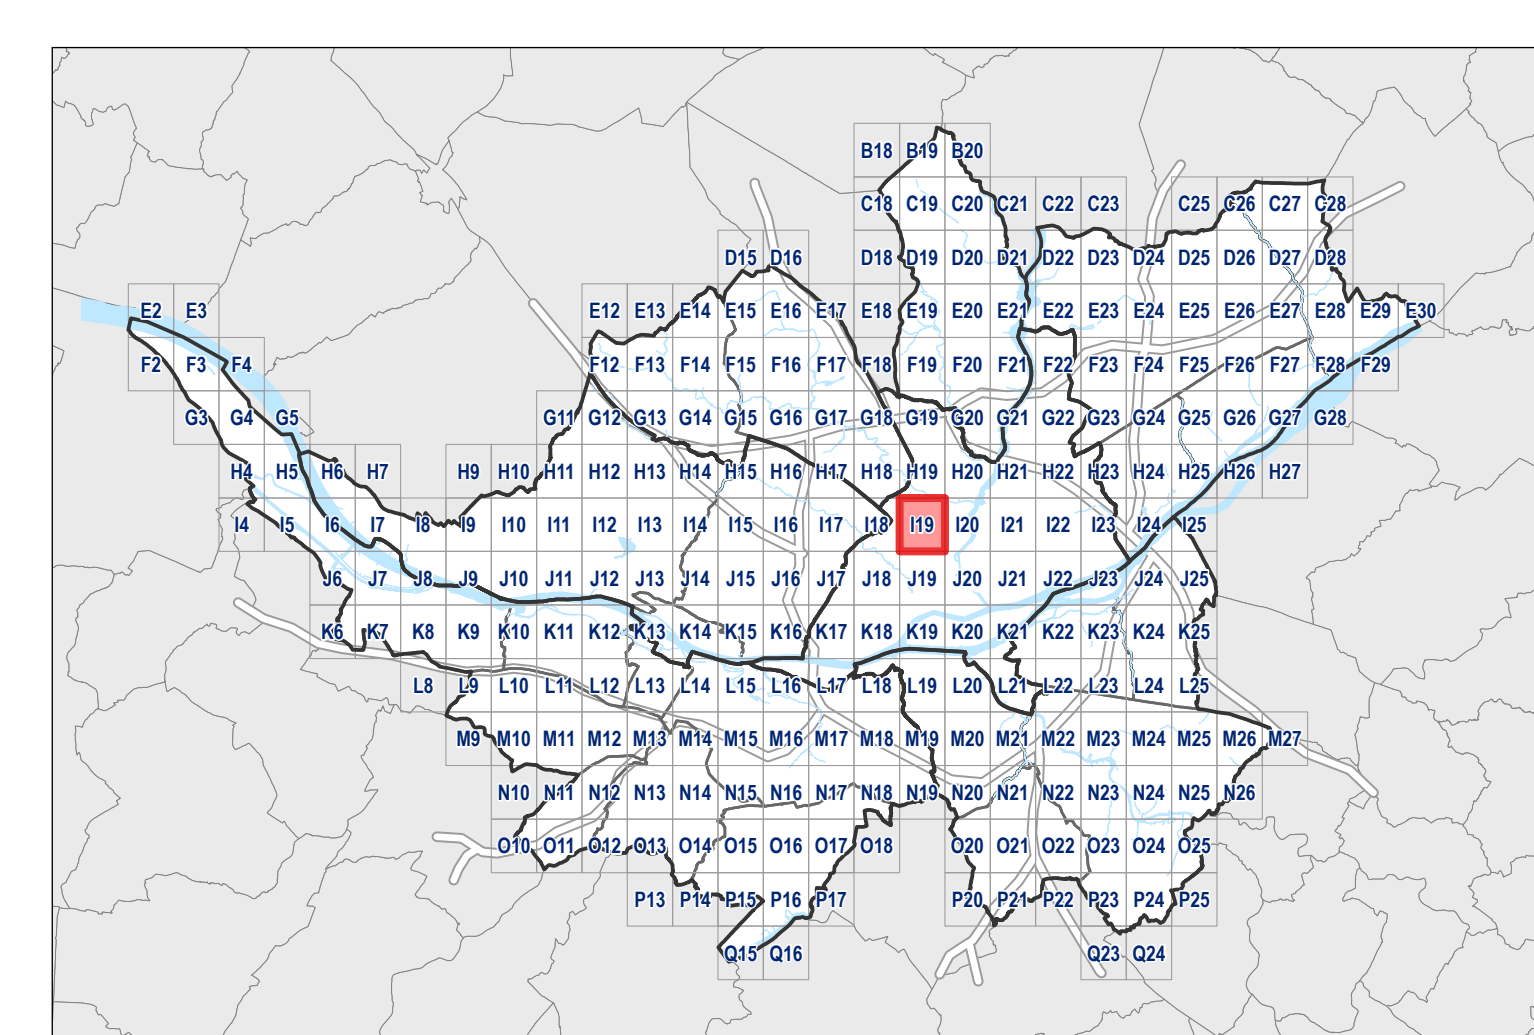 B18 B19 B20
C18 C19 C20 C21 C22 C23 C25 C26 C27 C28
D15 D16 D18 D19 D20 D21 D22 D23 D24 D25 D26 D27 D28
E2 E3 E12 E13 E14 E15 E16 E17 E18 E19 E20 E21 E22 E23 E24 E25 E26 E27 E28 E29 E30
F2 F3 F4 F12 F13 F14 F15 F16 F17 F18 F19 F20 F21 F22 F23 F24 F25 F26 F27 F28 F29
G3 G4 G5 G11 G12 G13 G14 G15 G16 G17 G18 G19 G20 G21 G22 G23 G24 G25 G26 G27 G28
H4 H5 H6 H7 H9 H10 H11 H12 H13 H14 H15 H16 H17 H18 H19 H20 H21 H22 H23 H24 H25 H26 H27
I4 I5 I6 I7 I8 I9 I10 I11 I12 I13 I14 I15 I16 I17 I18 I19 I20 I21 I22 I23 I24 I25
J6 J7 J8 J9 J10 J11 J12 J13 J14 J15 J16 J17 J18 J19 J20 J21 J22 J23 J24 J25
K6 K7 K8 K9 K10 K11 K12 K13 K14 K15 K16 K17 K18 K19 K20 K21 K22 K23 K24 K25
L8 L9 L10 L11 L12 L13 L14 L15 L16 L17 L18 L19 L20 L21 L22 L23 L24 L25
M9 M10 M11 M12 M13 M14 M15 M16 M17 M18 M19 M20 M21 M22 M23 M24 M25 M26 M27
N10 N11 N12 N13 N14 N15 N16 N17 N18 N19 N20 N21 N22 N23 N24 N25 N26
O10 O11 O12 O13 O14 O15 O16 O17 O18 O20 O21 O22 O23 O24 O25
P13 P14 P15 P16 P17 P20 P21 P22 P23 P24 P25
Q15 Q16 Q23 Q24